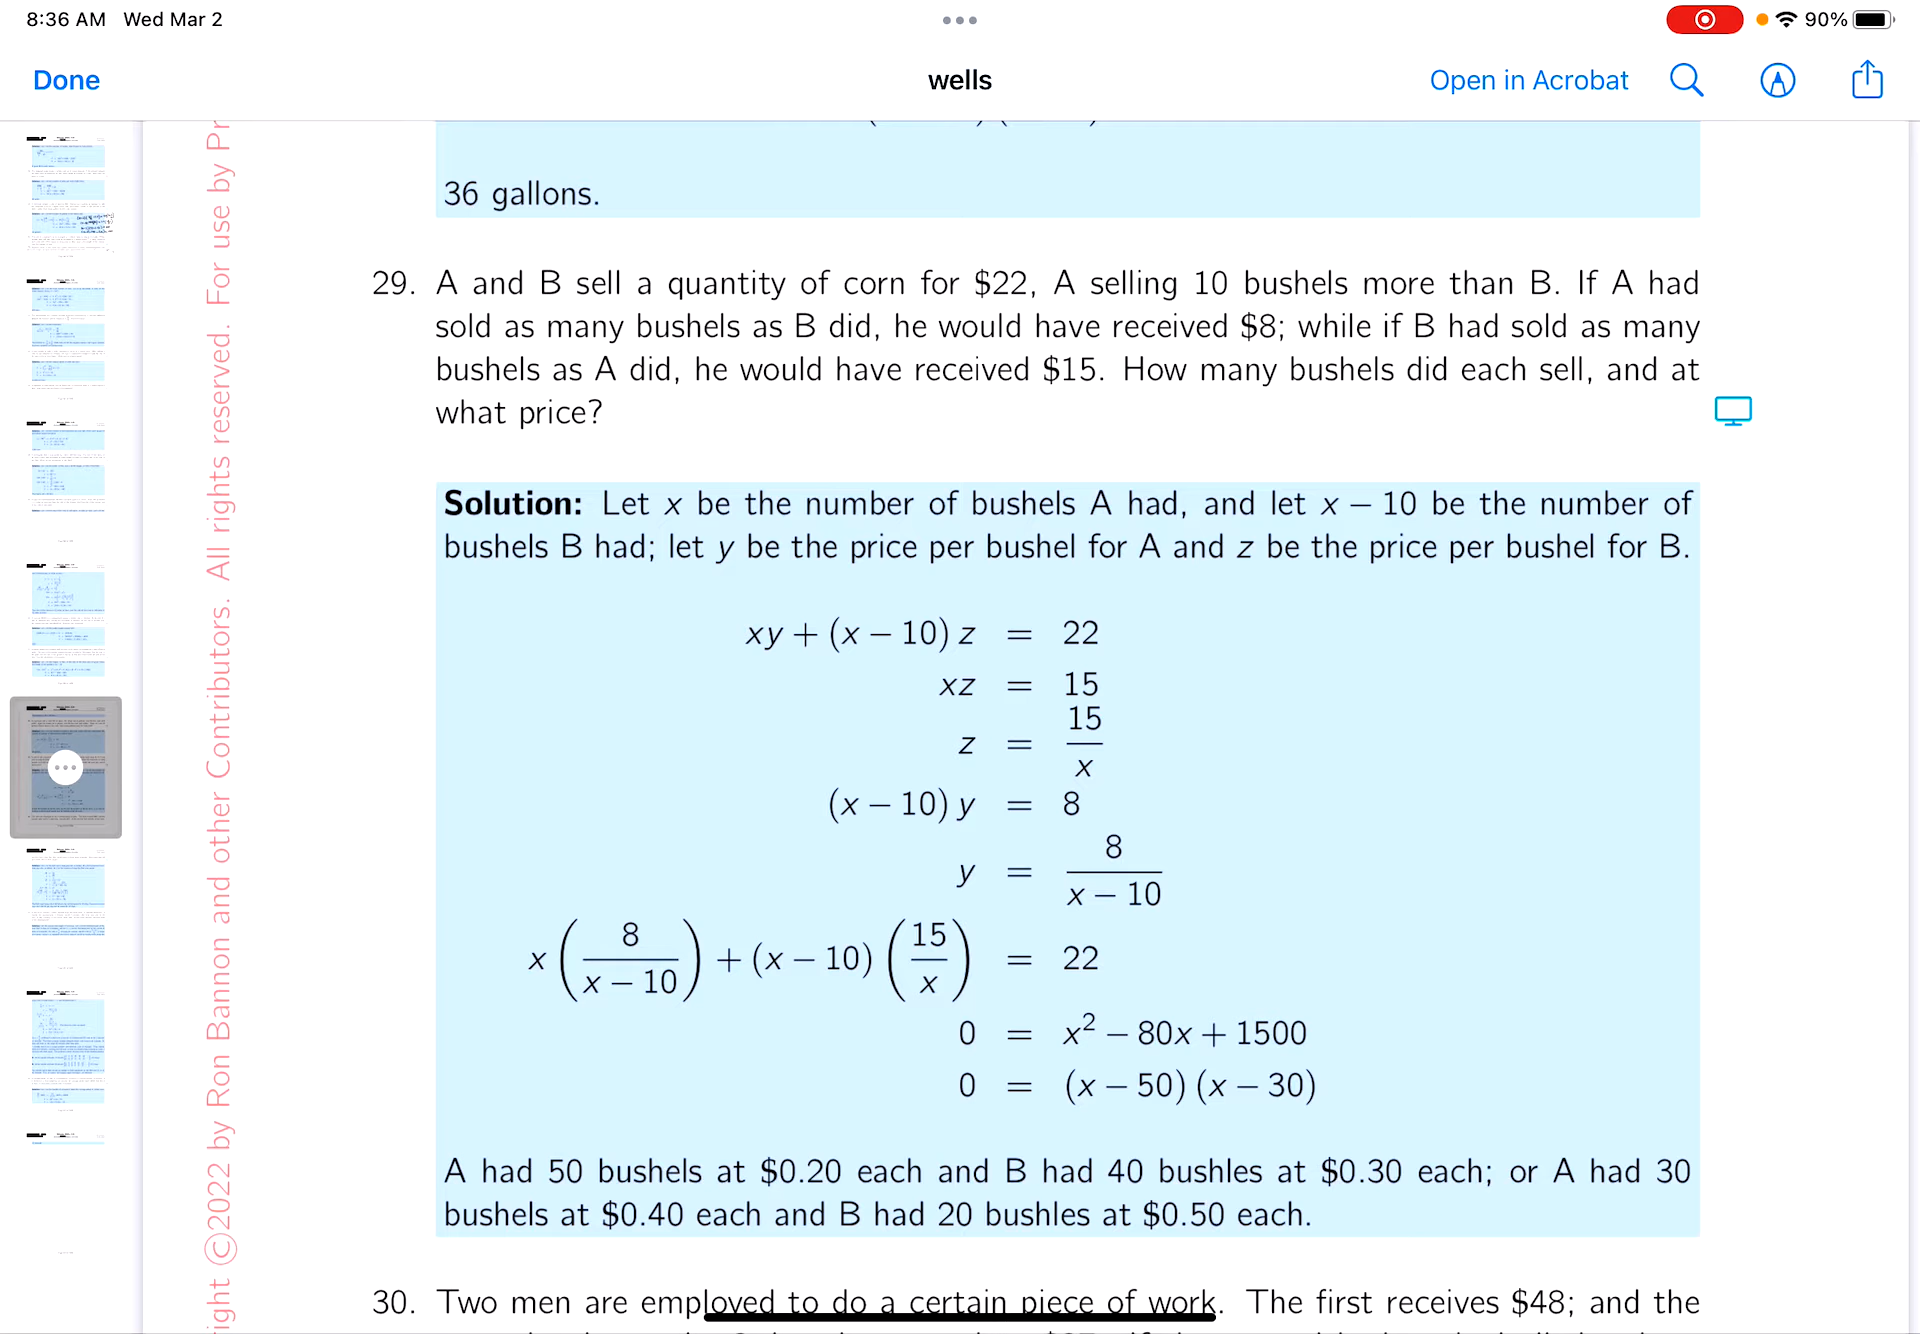 8:36 AM Wed Mar 2
90%
Done
wells
Open in Acrobat
36 gallons.
29. A and B sell a quantity of corn for $22, A selling 10 bushels more than B. If A had
sold as many bushels as B did, he would have received $8; while if B had sold as many
bushels as A did, he would have received $15. How many bushels did each sell, and at
what price?
Solution: Let x be the number of bushels A had, and let x − 10 be the number of
bushels B had; let y be the price per bushel for A and z be the price per bushel for B.
xy + (x − 10) z = 22
xz = 15
z = 15/x
(x − 10) y = 8
y = 8/(x − 10)
x (8/(x − 10)) + (x − 10) (15/x) = 22
0 = x² − 80x + 1500
0 = (x − 50) (x − 30)
A had 50 bushels at $0.20 each and B had 40 bushles at $0.30 each; or A had 30
bushels at $0.40 each and B had 20 bushles at $0.50 each.
30. Two men are employed to do a certain piece of work. The first receives $48; and the
right ©2022 by Ron Bannon and other Contributors. All rights reserved. For use by Pr